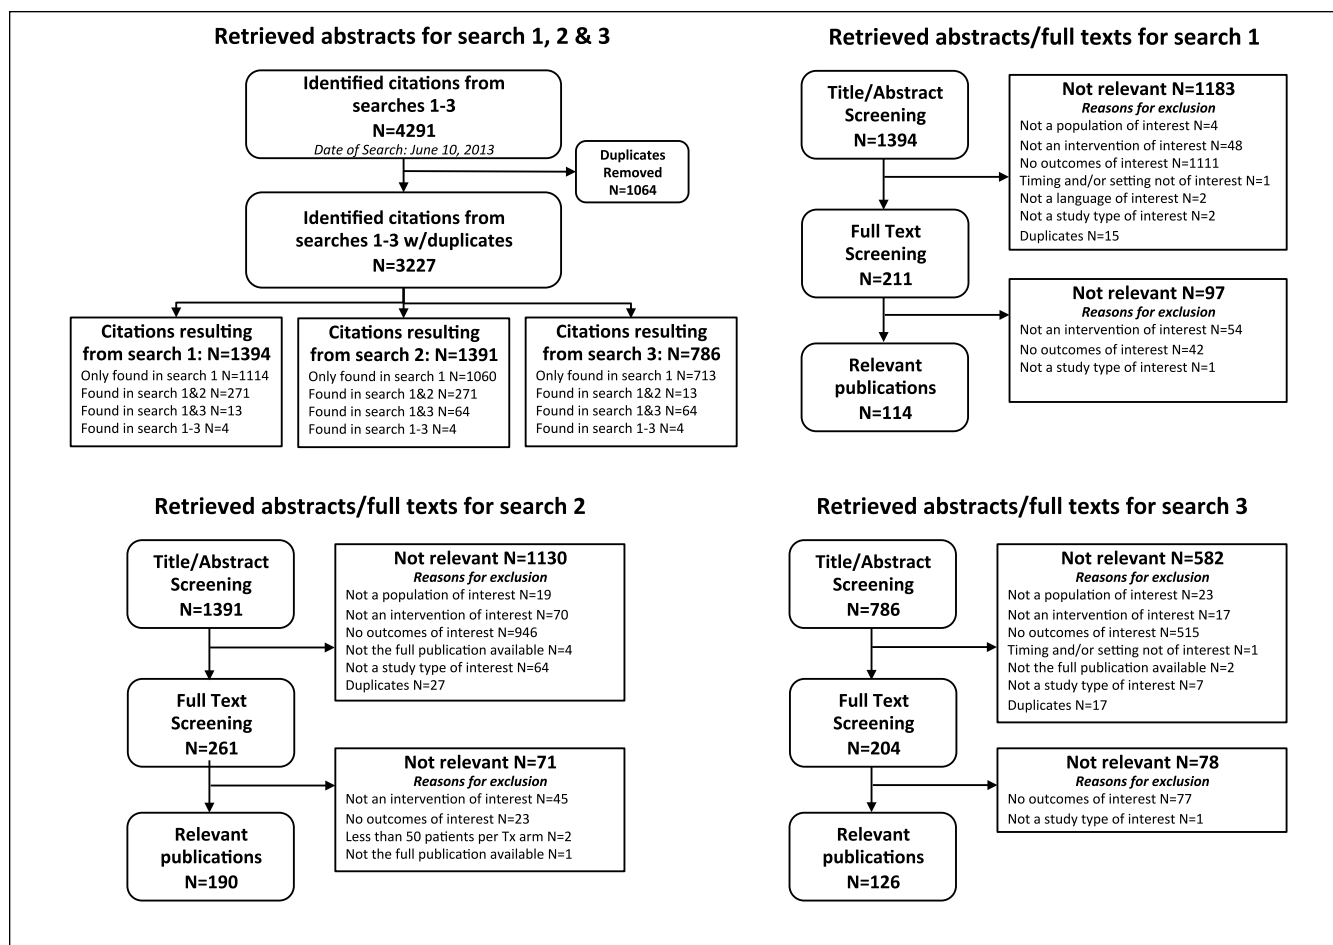 Retrieved abstracts for search 1, 2 & 3
Identified citations from
searches 1-3
N=4291
Date of Search: June 10, 2013
Duplicates
Removed
N=1064
Identified citations from
searches 1-3 w/duplicates
N=3227
Citations resulting
from search 1: N=1394
Only found in search 1 N=1114
Found in search 1&2 N=271
Found in search 1&3 N=13
Found in search 1-3 N=4
Citations resulting
from search 2: N=1391
Only found in search 1 N=1060
Found in search 1&2 N=271
Found in search 1&3 N=64
Found in search 1-3 N=4
Citations resulting
from search 3: N=786
Only found in search 1 N=713
Found in search 1&2 N=13
Found in search 1&3 N=64
Found in search 1-3 N=4
Retrieved abstracts/full texts for search 1
Title/Abstract
Screening
N=1394
Not relevant N=1183
Reasons for exclusion
Not a population of interest N=4
Not an intervention of interest N=48
No outcomes of interest N=1111
Timing and/or setting not of interest N=1
Not a language of interest N=2
Not a study type of interest N=2
Duplicates N=15
Full Text
Screening
N=211
Not relevant N=97
Reasons for exclusion
Not an intervention of interest N=54
No outcomes of interest N=42
Not a study type of interest N=1
Relevant
publications
N=114
Retrieved abstracts/full texts for search 2
Title/Abstract
Screening
N=1391
Not relevant N=1130
Reasons for exclusion
Not a population of interest N=19
Not an intervention of interest N=70
No outcomes of interest N=946
Not the full publication available N=4
Not a study type of interest N=64
Duplicates N=27
Full Text
Screening
N=261
Not relevant N=71
Reasons for exclusion
Not an intervention of interest N=45
No outcomes of interest N=23
Less than 50 patients per Tx arm N=2
Not the full publication available N=1
Relevant
publications
N=190
Retrieved abstracts/full texts for search 3
Title/Abstract
Screening
N=786
Not relevant N=582
Reasons for exclusion
Not a population of interest N=23
Not an intervention of interest N=17
No outcomes of interest N=515
Timing and/or setting not of interest N=1
Not the full publication available N=2
Not a study type of interest N=7
Duplicates N=17
Full Text
Screening
N=204
Not relevant N=78
Reasons for exclusion
No outcomes of interest N=77
Not a study type of interest N=1
Relevant
publications
N=126